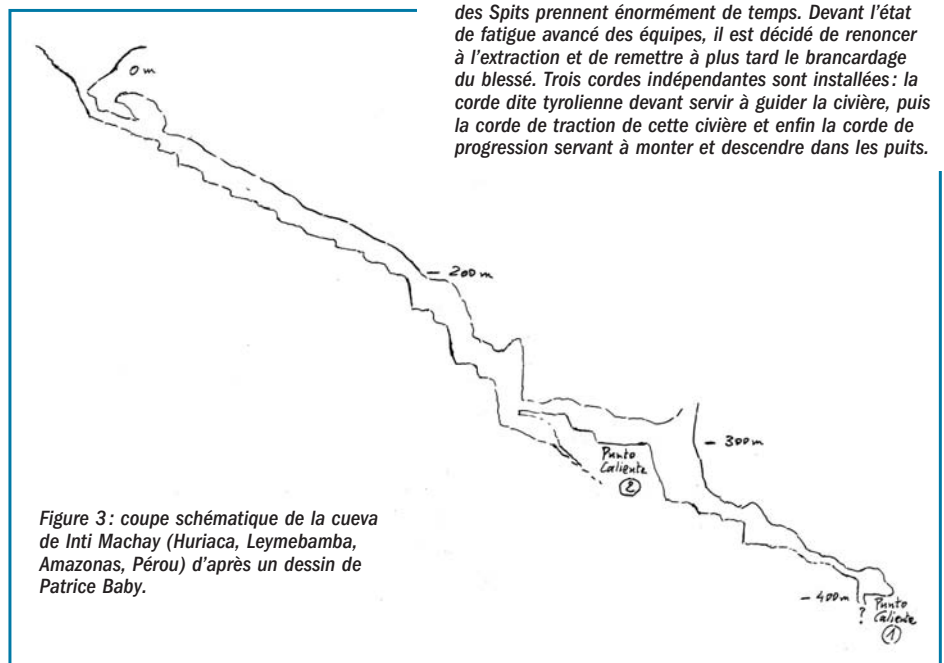 des Spits prennent énormément de temps. Devant l'état
de fatigue avancé des équipes, il est décidé de renoncer
à l'extraction et de remettre à plus tard le brancardage
du blessé. Trois cordes indépendantes sont installées : la
corde dite tyrolienne devant servir à guider la civière, puis
la corde de traction de cette civière et enfin la corde de
progression servant à monter et descendre dans les puits.
0 m
- 200 m
- 300 m
Punto
Caliente
2
- 400 m
?
Punto
Caliente
1
Figure 3 : coupe schématique de la cueva
de Inti Machay (Huriaca, Leymebamba,
Amazonas, Pérou) d'après un dessin de
Patrice Baby.